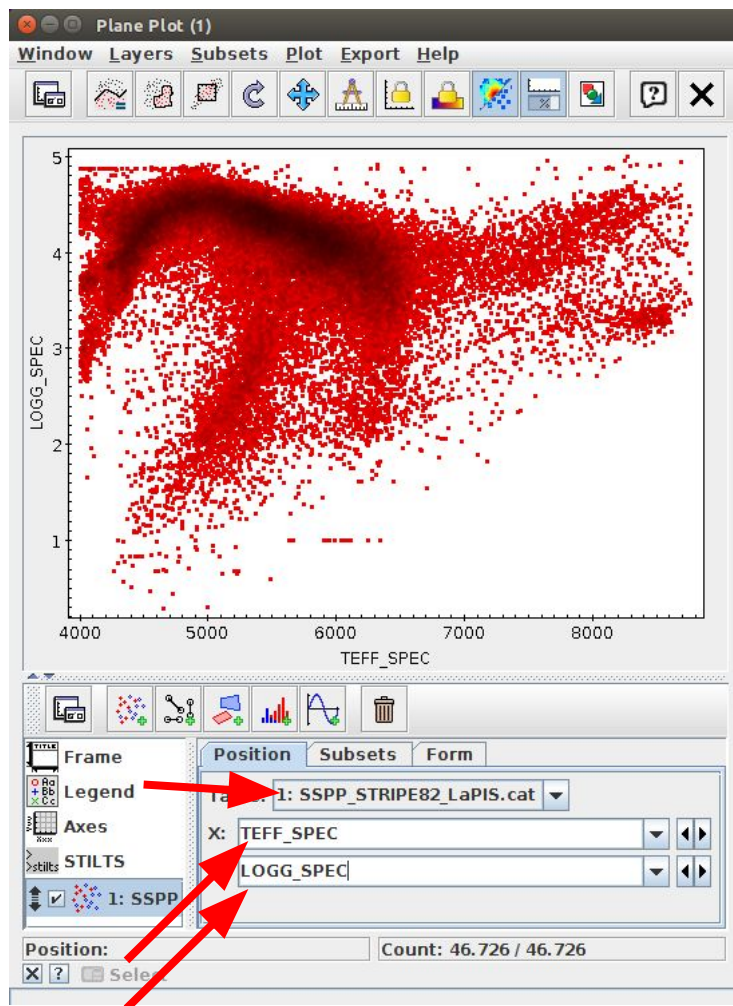 Plane Plot (1)
Window Layers Subsets Plot Export Help
5
4
3
2
1
LOGG_SPEC
4000 5000 6000 7000 8000
TEFF_SPEC
Frame
Legend
Axes
STILTS
1: SSPP
Position Subsets Form
1: SSPP_STRIPE82_LaPIS.cat
X: TEFF_SPEC
LOGG_SPEC
Position:
Count: 46.726 / 46.726